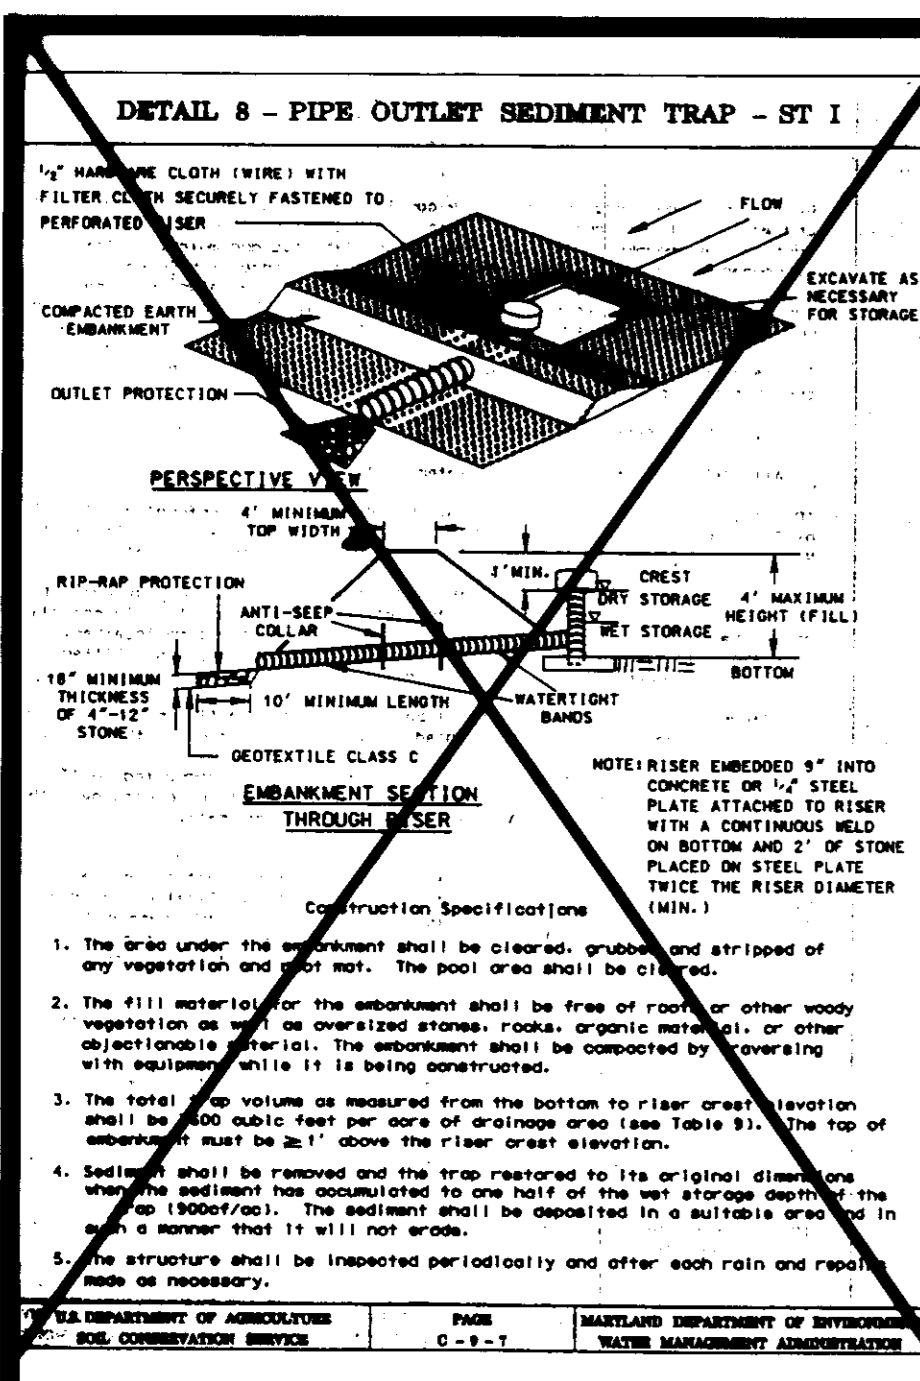 DETAIL 8 - PIPE OUTLET SEDIMENT TRAP - ST I
1/2" HARDWARE CLOTH (WIRE) WITH
FILTER CLOTH SECURELY FASTENED TO
PERFORATED RISER
FLOW
EXCAVATE AS
NECESSARY
FOR STORAGE
COMPACTED EARTH
EMBANKMENT
OUTLET PROTECTION
PERSPECTIVE VIEW
4' MINIMUM
TOP WIDTH
1' MIN.
CREST
DRY STORAGE
WET STORAGE
4' MAXIMUM
HEIGHT (FILL)
BOTTOM
RIP-RAP PROTECTION
ANTI-SEEP
COLLAR
18" MINIMUM
THICKNESS
OF 4"-12"
STONE
10' MINIMUM LENGTH
WATERTIGHT
BANDS
GEOTEXTILE CLASS C
EMBANKMENT SECTION
THROUGH RISER
NOTE: RISER EMBEDDED 9" INTO
CONCRETE OR 1/4" STEEL
PLATE ATTACHED TO RISER
WITH A CONTINUOUS WELD
ON BOTTOM AND 2' OF STONE
PLACED ON STEEL PLATE
TWICE THE RISER DIAMETER
(MIN.)
Construction Specifications
1. The area under the embankment shall be cleared, grubbed and stripped of
any vegetation and root mat. The pool area shall be cleared.
2. The fill material for the embankment shall be free of roots or other woody
vegetation as well as oversized stones, rocks, organic material, or other
objectionable material. The embankment shall be compacted by traversing
with equipment while it is being constructed.
3. The total trap volume as measured from the bottom to riser crest elevation
shall be 3600 cubic feet per acre of drainage area (see Table 9). The top of
embankment must be ≥ 1' above the riser crest elevation.
4. Sediment shall be removed and the trap restored to its original dimensions
when the sediment has accumulated to one half of the wet storage depth of the
trap (900cf/ac). The sediment shall be deposited in a suitable area and in
such a manner that it will not erode.
5. The structure shall be inspected periodically and after each rain and repairs
made as necessary.
U.S. DEPARTMENT OF AGRICULTURE
SOIL CONSERVATION SERVICE
PAGE
C - 9 - 7
MARYLAND DEPARTMENT OF ENVIRONMENT
WATER MANAGEMENT ADMINISTRATION